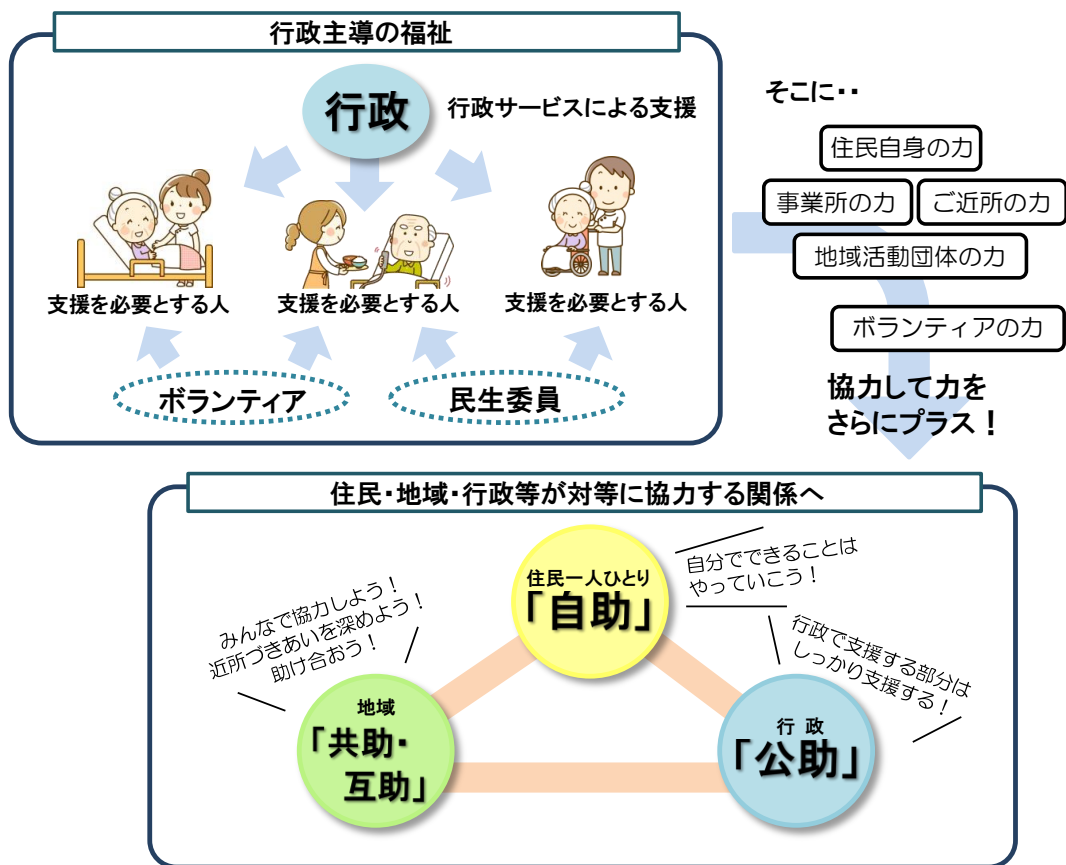 行政主導の福祉
行政
行政サービスによる支援
支援を必要とする人
支援を必要とする人
支援を必要とする人
ボランティア
民生委員
そこに・・
住民自身の力
事業所の力
ご近所の力
地域活動団体の力
ボランティアの力
協力して力を
さらにプラス！
住民・地域・行政等が対等に協力する関係へ
住民一人ひとり
「自助」
自分でできることは
やっていこう！
みんなで協力しよう！
近所づきあいを深めよう！
助け合おう！
行政で支援する部分は
しっかり支援する！
地域
「共助・
互助」
行政
「公助」